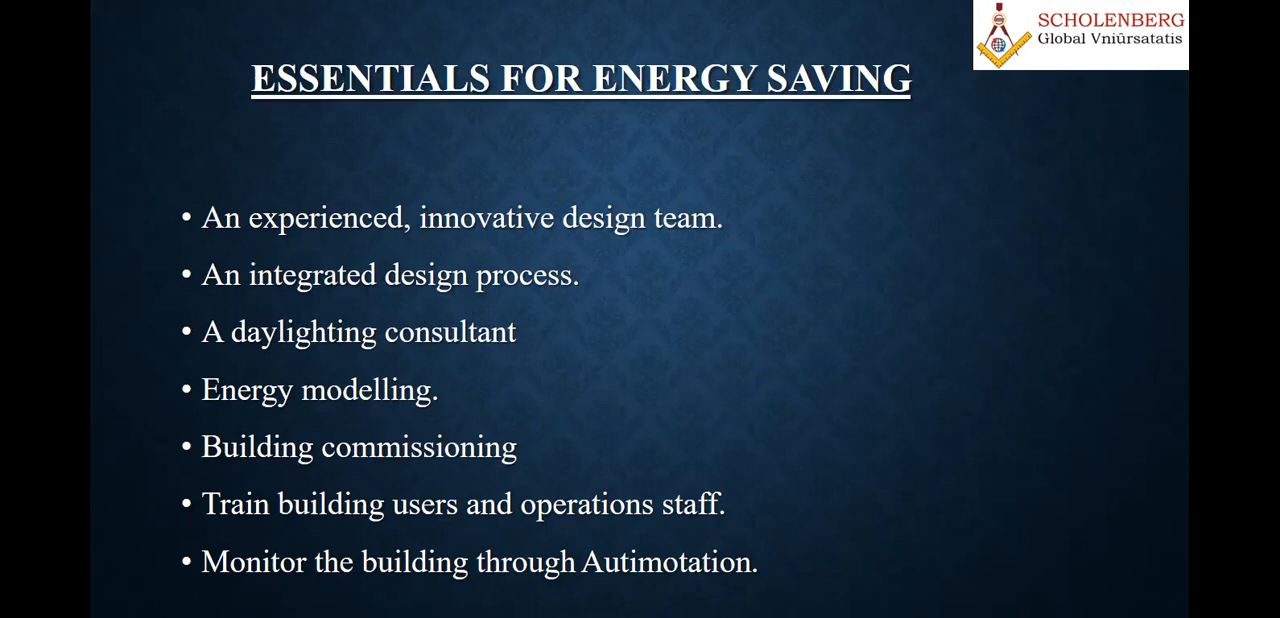 SCHOLENBERG
Global Vniûrsatatis
ESSENTIALS FOR ENERGY SAVING
• An experienced, innovative design team.
• An integrated design process.
• A daylighting consultant
• Energy modelling.
• Building commissioning
• Train building users and operations staff.
• Monitor the building through Autimotation.